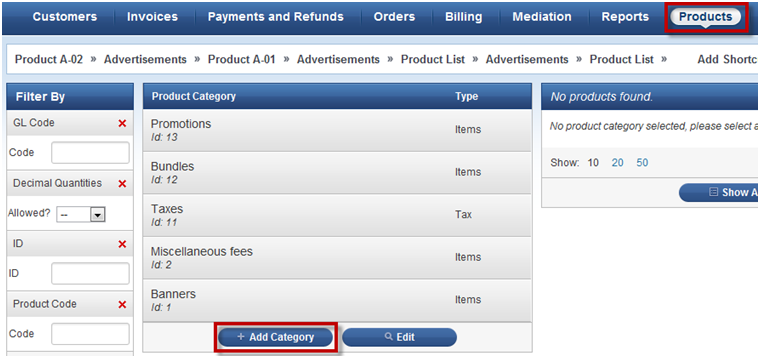 Customers Invoices Payments and Refunds Orders Billing Mediation Reports Products
Product A-02 » Advertisements » Product A-01 » Advertisements » Product List » Advertisements » Product List » Add Shortc
Filter By
GL Code
Code
Decimal Quantities
Allowed? --
ID
ID
Product Code
Code
Product Category Type
Promotions
Id: 13
Items
Bundles
Id: 12
Items
Taxes
Id: 11
Tax
Miscellaneous fees
Id: 2
Items
Banners
Id: 1
Items
Add Category Edit
No products found.
No product category selected, please select a
Show: 10 20 50
Show A